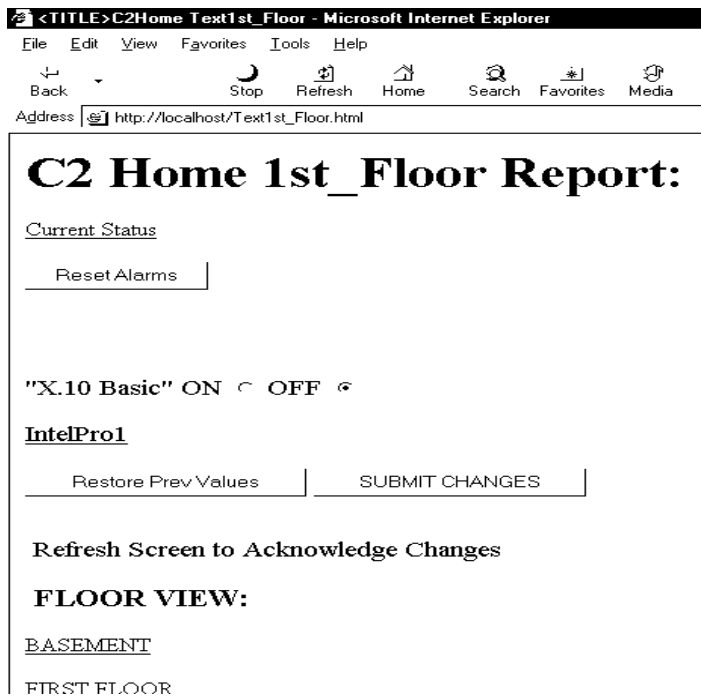 <TITLE>C2Home Text1st_Floor - Microsoft Internet Explorer
File Edit View Favorites Tools Help
Back Stop Refresh Home Search Favorites Media
Address http://localhost/Text1st_Floor.html
C2 Home 1st_Floor Report:
Current Status
Reset Alarms
"X.10 Basic" ON OFF
IntelPro1
Restore Prev Values SUBMIT CHANGES
Refresh Screen to Acknowledge Changes
FLOOR VIEW:
BASEMENT
FIRST FLOOR